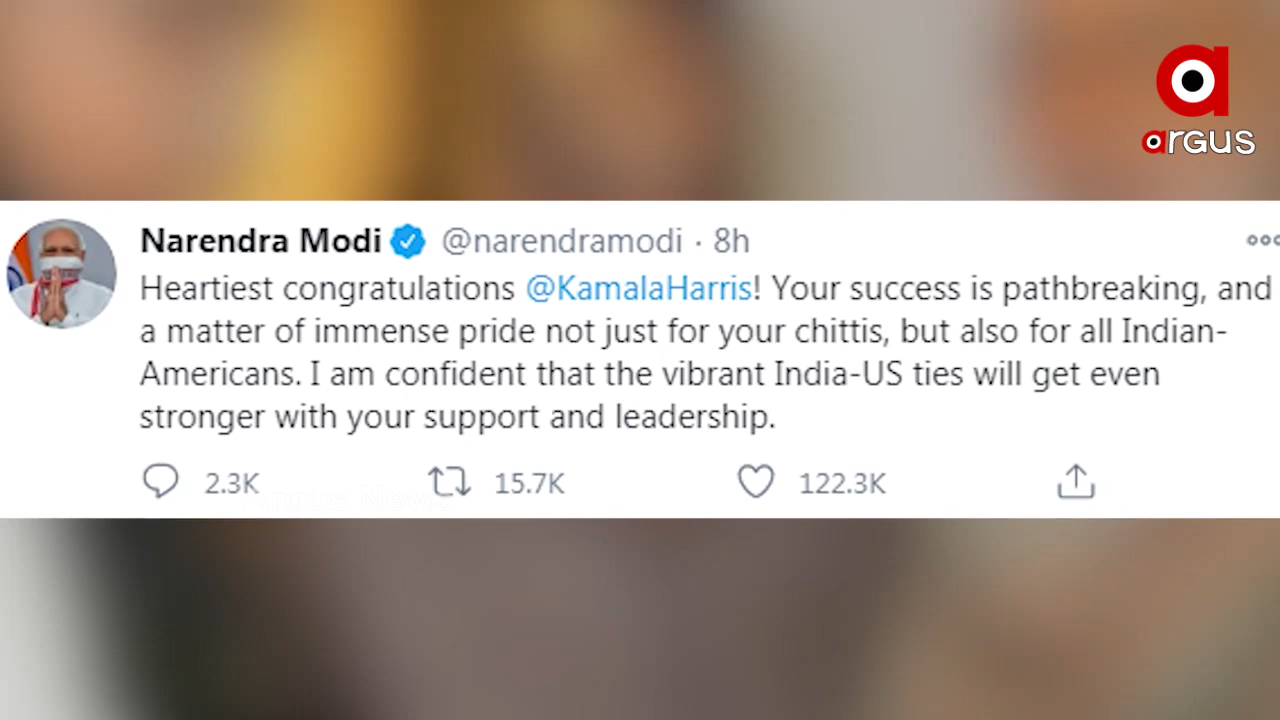 argus
Narendra Modi @narendramodi · 8h
Heartiest congratulations @KamalaHarris! Your success is pathbreaking, and
a matter of immense pride not just for your chittis, but also for all Indian-
Americans. I am confident that the vibrant India-US ties will get even
stronger with your support and leadership.
2.3K 15.7K 122.3K
Argus News